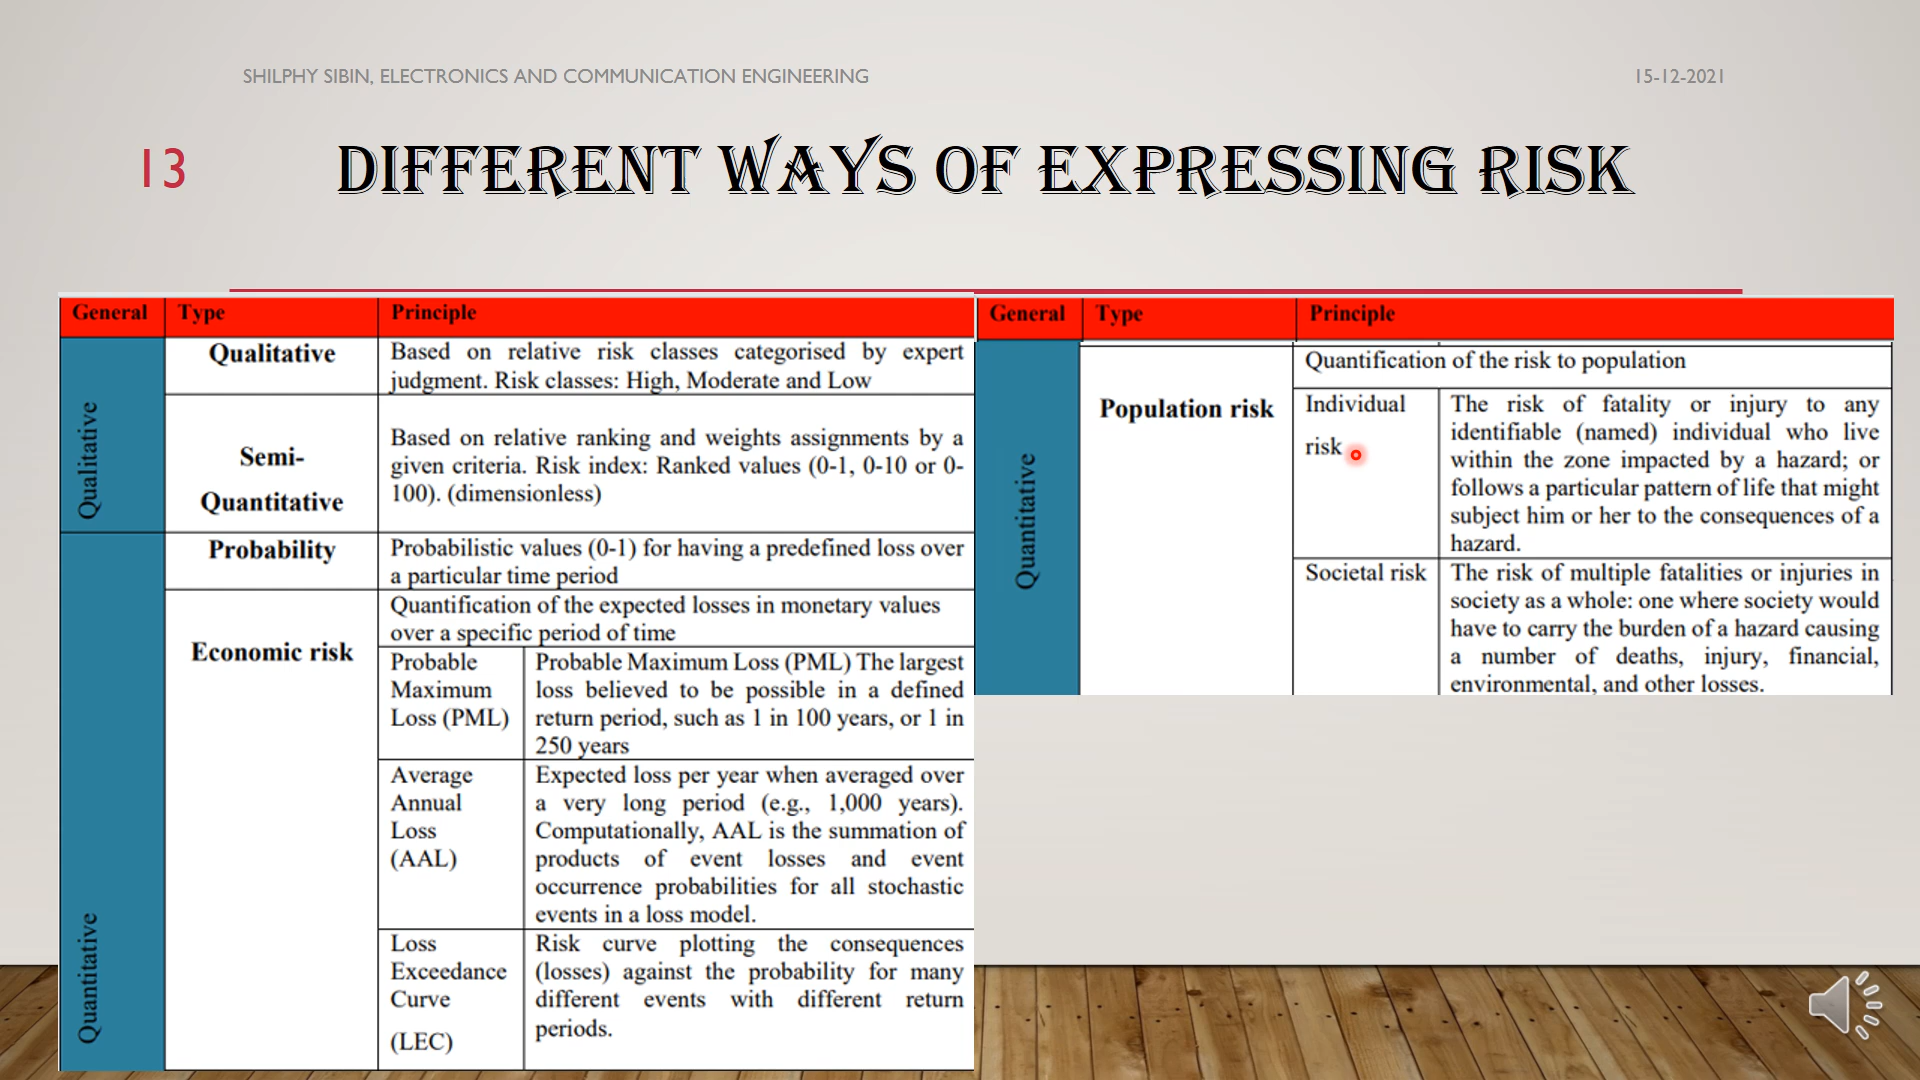 SHILPHY SIBIN, ELECTRONICS AND COMMUNICATION ENGINEERING
15-12-2021
13
DIFFERENT WAYS OF EXPRESSING RISK
General Type Principle
Qualitative
Qualitative
Based on relative risk classes categorised by expert
judgment. Risk classes: High, Moderate and Low
Semi-
Quantitative
Based on relative ranking and weights assignments by a
given criteria. Risk index: Ranked values (0-1, 0-10 or 0-
100). (dimensionless)
Quantitative
Probability
Probabilistic values (0-1) for having a predefined loss over
a particular time period
Economic risk
Quantification of the expected losses in monetary values
over a specific period of time
Probable
Maximum
Loss (PML)
Probable Maximum Loss (PML) The largest
loss believed to be possible in a defined
return period, such as 1 in 100 years, or 1 in
250 years
Average
Annual
Loss
(AAL)
Expected loss per year when averaged over
a very long period (e.g., 1,000 years).
Computationally, AAL is the summation of
products of event losses and event
occurrence probabilities for all stochastic
events in a loss model.
Loss
Exceedance
Curve
(LEC)
Risk curve plotting the consequences
(losses) against the probability for many
different events with different return
periods.
General Type Principle
Quantitative
Population risk
Quantification of the risk to population
Individual
risk
The risk of fatality or injury to any
identifiable (named) individual who live
within the zone impacted by a hazard; or
follows a particular pattern of life that might
subject him or her to the consequences of a
hazard.
Societal risk
The risk of multiple fatalities or injuries in
society as a whole: one where society would
have to carry the burden of a hazard causing
a number of deaths, injury, financial,
environmental, and other losses.